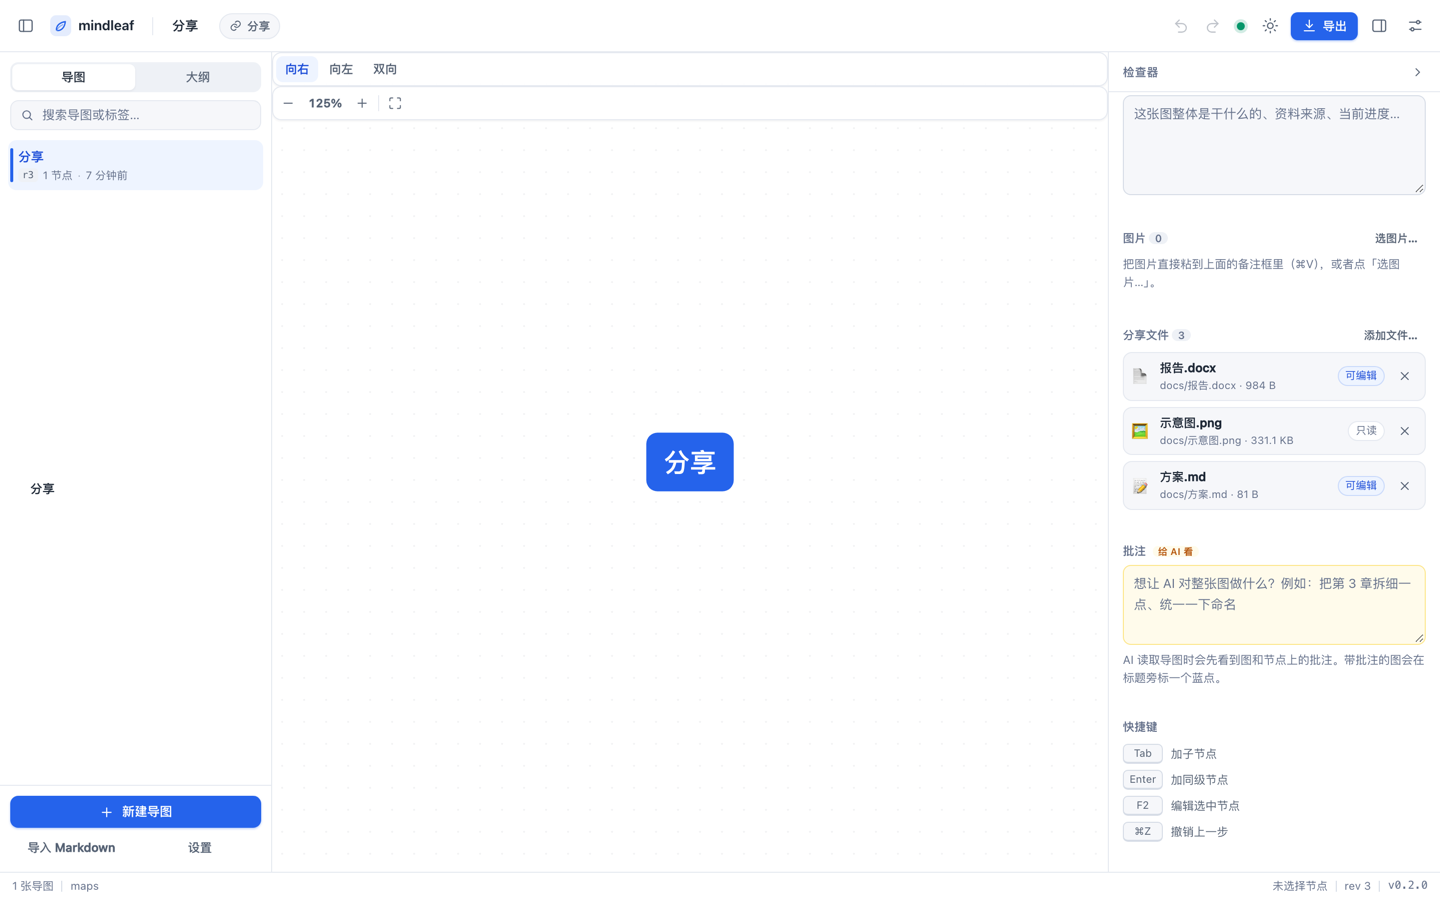 mindleaf
分享
分享
导出
导图
大纲
搜索导图或标签...
分享
r3 1 节点 · 7 分钟前
分享
新建导图
导入 Markdown
设置
向右
向左
双向
125%
分享
检查器
这张图整体是干什么的、资料来源、当前进度...
图片 0
选图片...
把图片直接粘到上面的备注框里（⌘V），或者点「选图
片...」。
分享文件 3
添加文件...
报告.docx
docs/报告.docx · 984 B
可编辑
示意图.png
docs/示意图.png · 331.1 KB
只读
方案.md
docs/方案.md · 81 B
可编辑
批注 给 AI 看
想让 AI 对整张图做什么？例如：把第 3 章拆细一
点、统一一下命名
AI 读取导图时会先看到图和节点上的批注。带批注的图会在
标题旁标一个蓝点。
快捷键
Tab 加子节点
Enter 加同级节点
F2 编辑选中节点
⌘Z 撤销上一步
1 张导图
maps
未选择节点
rev 3
v0.2.0